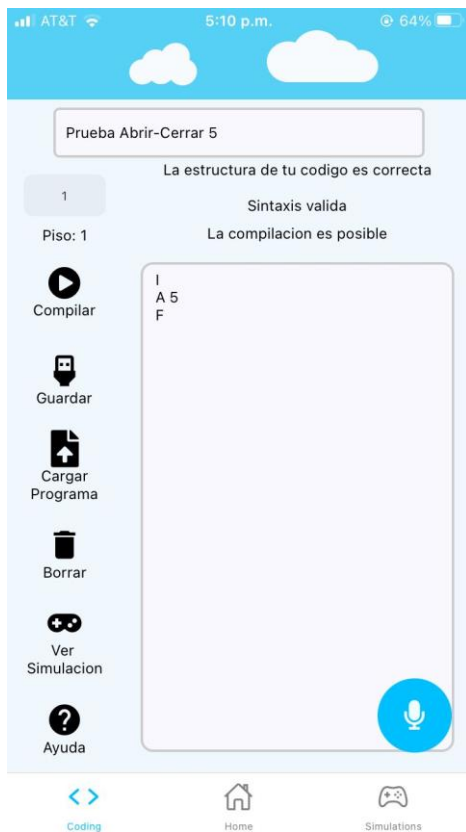 AT&T 5:10 p.m. 64%
Prueba Abrir-Cerrar 5
La estructura de tu codigo es correcta
1
Sintaxis valida
Piso: 1
La compilacion es posible
I
A 5
F
Compilar
Guardar
Cargar
Programa
Borrar
Ver
Simulacion
Ayuda
Coding
Home
Simulations